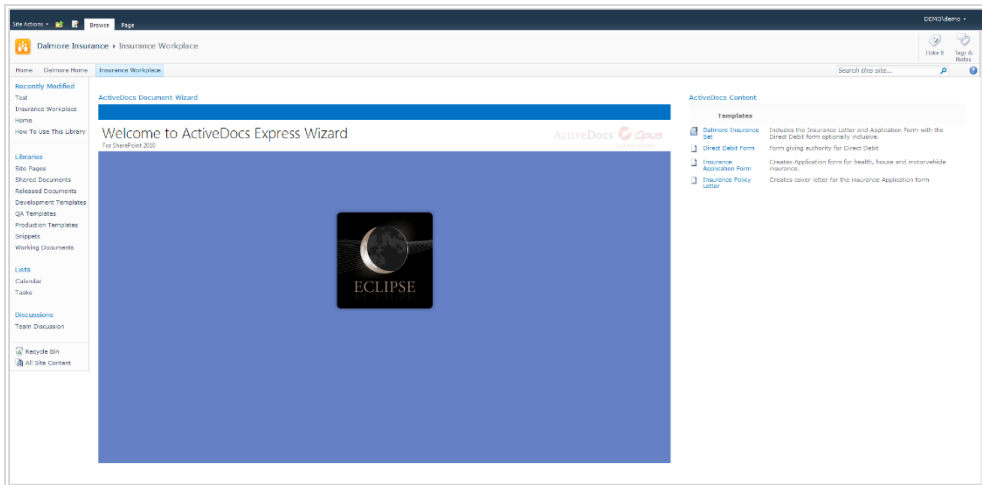 Site Actions
Browse
Page
DEMO\demo
Dalmore Insurance
Insurance Workplace
I Like It
Tags &
Notes
Home
Dalmore Home
Insurance Workplace
Search this site...
Recently Modified
Test
Insurance Workplace
Home
How To Use This Library
Libraries
Site Pages
Shared Documents
Released Documents
Development Templates
QA Templates
Production Templates
Snippets
Working Documents
Lists
Calendar
Tasks
Discussions
Team Discussion
Recycle Bin
All Site Content
ActiveDocs Document Wizard
Welcome to ActiveDocs Express Wizard
For SharePoint 2010
ActiveDocs Opus
ECLIPSE
ActiveDocs Content
Templates
Dalmore Insurance Includes the Insurance Letter and Application Form with the
Set Direct Debit form optionally inclusive.
Direct Debit Form Form giving authority for Direct Debit
Insurance Creates Application form for health, house and motorvehicle
Application Form insurance.
Insurance Policy Creates cover letter for the insurance Application form
Letter